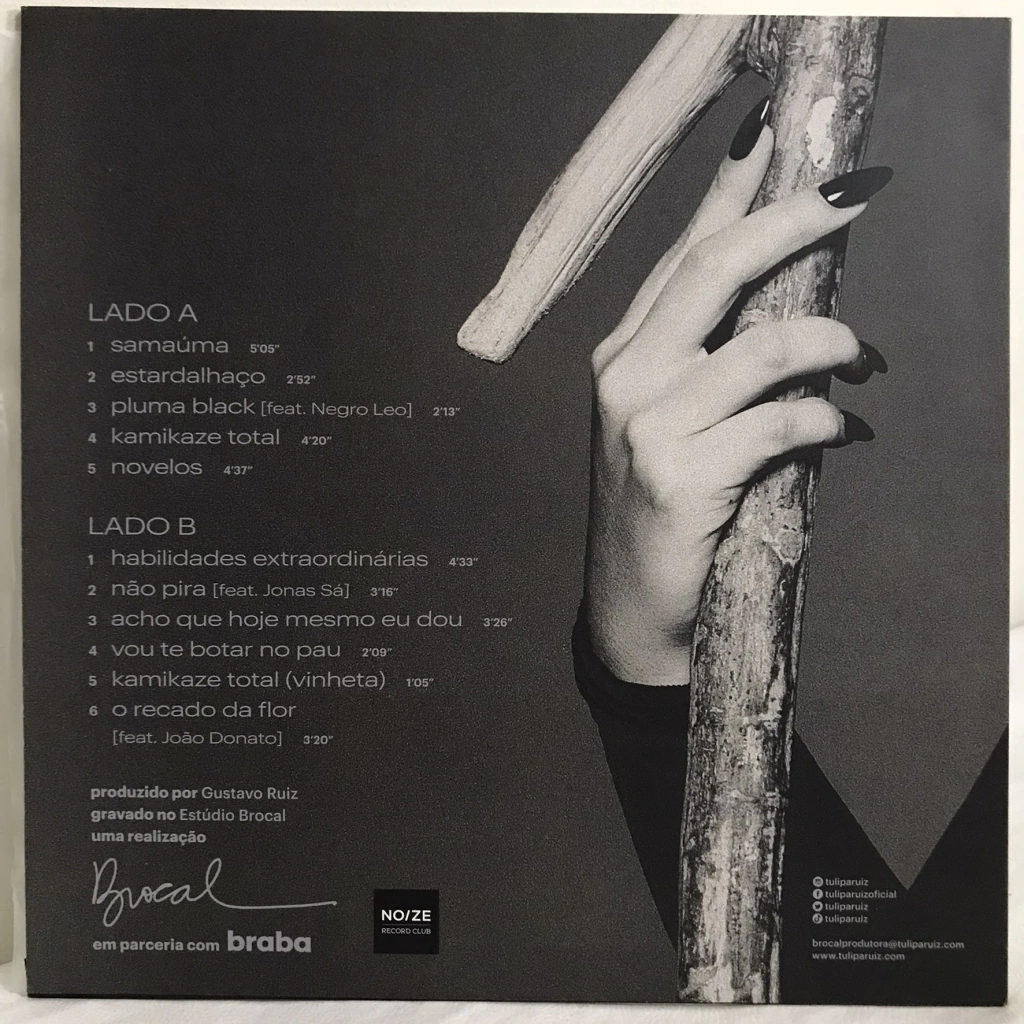 LADO A
1 samaúma 5'05"
2 estardalhaço 2'52"
3 pluma black [feat. Negro Leo] 2'13"
4 kamikaze total 4'20"
5 novelos 4'37"
LADO B
1 habilidades extraordinárias 4'33"
2 não pira [feat. Jonas Sá] 3'16"
3 acho que hoje mesmo eu dou 3'26"
4 vou te botar no pau 2'09"
5 kamikaze total (vinheta) 1'05"
6 o recado da flor
[feat. João Donato] 3'20"
produzido por Gustavo Ruiz
gravado no Estúdio Brocal
uma realização
Brocal
em parceria com braba
NO/ZE
RECORD CLUB
tuliparuiz
tuliparuizoficial
tuliparuiz
tuliparuiz
brocalprodutora@tuliparuiz.com
www.tuliparuiz.com